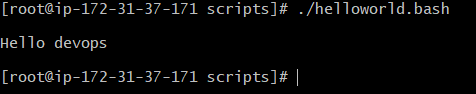 [root@ip-172-31-37-171 scripts]# ./helloworld.bash
Hello devops
[root@ip-172-31-37-171 scripts]#